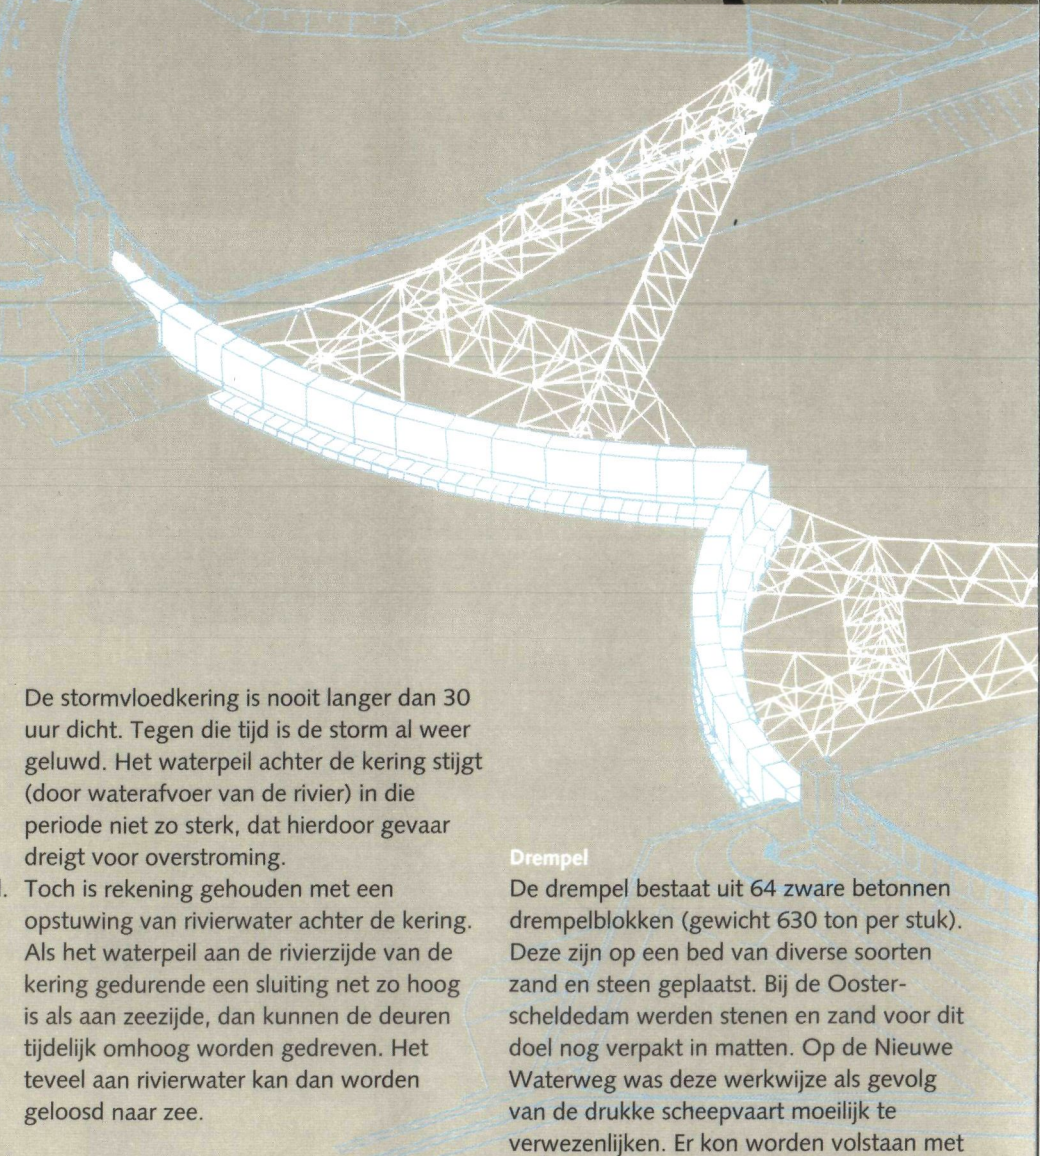 De stormvloedkering is nooit langer dan 30
uur dicht. Tegen die tijd is de storm al weer
geluwd. Het waterpeil achter de kering stijgt
(door waterafvoer van de rivier) in die
periode niet zo sterk, dat hierdoor gevaar
dreigt voor overstroming.
Toch is rekening gehouden met een
opstuwing van rivierwater achter de kering.
Als het waterpeil aan de rivierzijde van de
kering gedurende een sluiting net zo hoog
is als aan zeezijde, dan kunnen de deuren
tijdelijk omhoog worden gedreven. Het
teveel aan rivierwater kan dan worden
geloosd naar zee.
Drempel
De drempel bestaat uit 64 zware betonnen
drempelblokken (gewicht 630 ton per stuk).
Deze zijn op een bed van diverse soorten
zand en steen geplaatst. Bij de Ooster-
scheldedam werden stenen en zand voor dit
doel nog verpakt in matten. Op de Nieuwe
Waterweg was deze werkwijze als gevolg
van de drukke scheepvaart moeilijk te
verwezenlijken. Er kon worden volstaan met